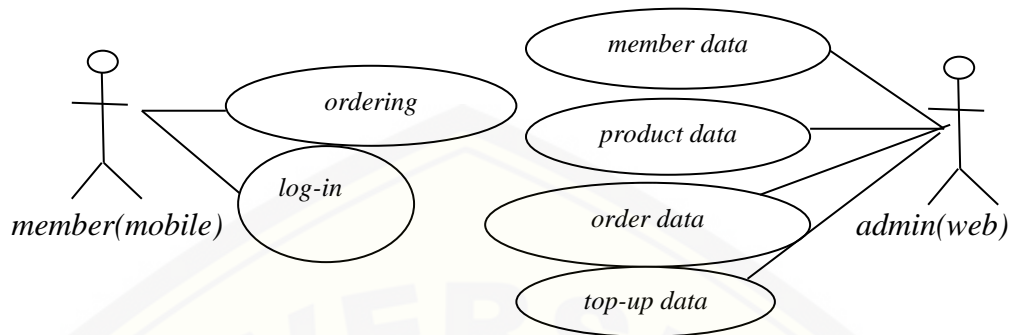 member data
ordering
product data
log-in
order data
member(mobile)
admin(web)
top-up data